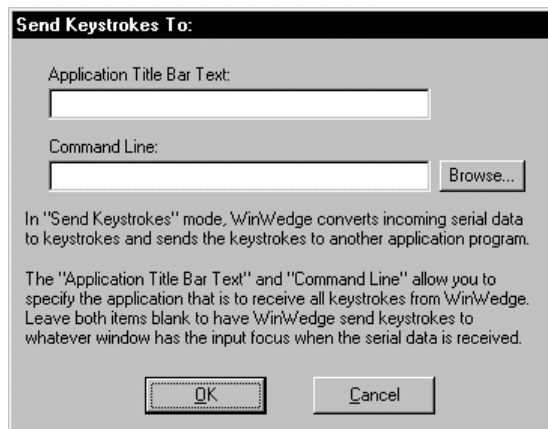 Send Keystrokes To:
Application Title Bar Text:
Command Line:
Browse...
In "Send Keystrokes" mode, WinWedge converts incoming serial data
to keystrokes and sends the keystrokes to another application program.
The "Application Title Bar Text" and "Command Line" allow you to
specify the application that is to receive all keystrokes from WinWedge.
Leave both items blank to have WinWedge send keystrokes to
whatever window has the input focus when the serial data is received.
OK
Cancel